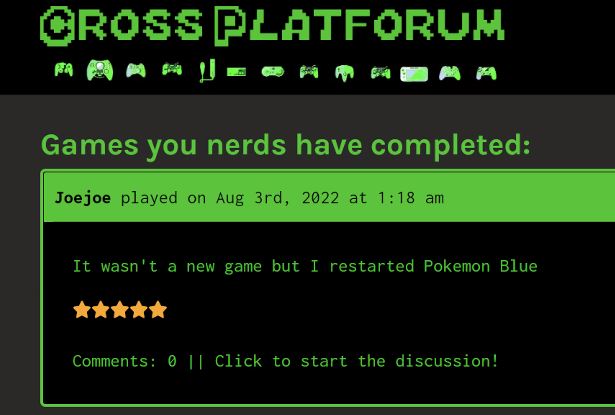 Cross Platforum
Games you nerds have completed:
Joejoe played on Aug 3rd, 2022 at 1:18 am
It wasn't a new game but I restarted Pokemon Blue
Comments: 0 || Click to start the discussion!